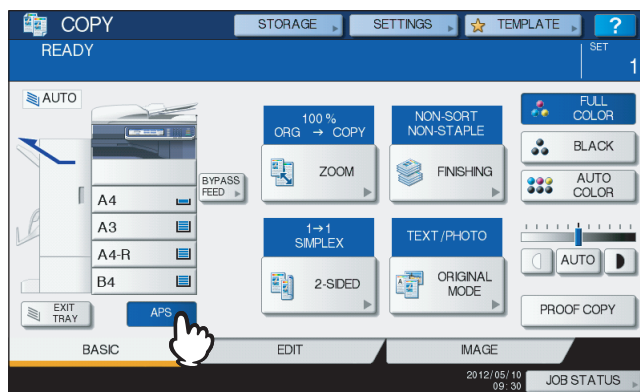 COPY
STORAGE
SETTINGS
TEMPLATE
?
READY
SET
1
AUTO
A4
A3
A4-R
B4
BYPASS
FEED
EXIT
TRAY
APS
100 %
ORG → COPY
ZOOM
NON-SORT
NON-STAPLE
FINISHING
1→1
SIMPLEX
2-SIDED
TEXT/PHOTO
ORIGINAL
MODE
FULL
COLOR
BLACK
AUTO
COLOR
AUTO
PROOF COPY
BASIC
EDIT
IMAGE
2012/05/10
09:30
JOB STATUS